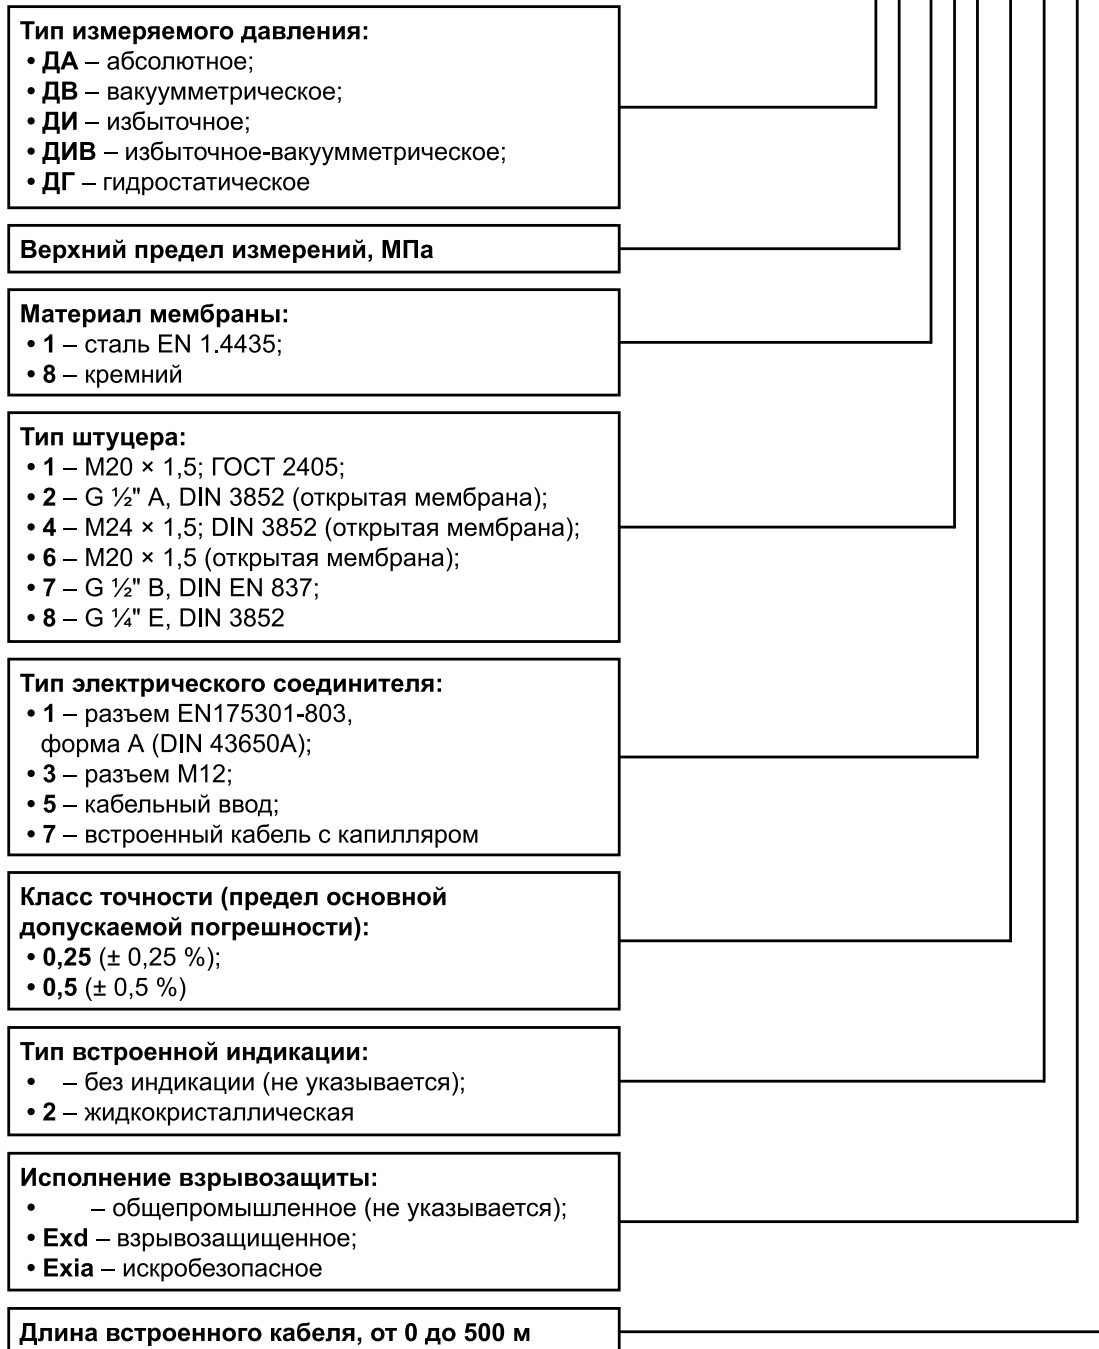 Тип измеряемого давления:
• ДА – абсолютное;
• ДВ – вакуумметрическое;
• ДИ – избыточное;
• ДИВ – избыточное-вакуумметрическое;
• ДГ – гидростатическое
Верхний предел измерений, МПа
Материал мембраны:
• 1 – сталь EN 1.4435;
• 8 – кремний
Тип штуцера:
• 1 – М20 × 1,5; ГОСТ 2405;
• 2 – G ½" A, DIN 3852 (открытая мембрана);
• 4 – М24 × 1,5; DIN 3852 (открытая мембрана);
• 6 – М20 × 1,5 (открытая мембрана);
• 7 – G ½" B, DIN EN 837;
• 8 – G ¼" E, DIN 3852
Тип электрического соединителя:
• 1 – разъем EN175301-803,
форма А (DIN 43650A);
• 3 – разъем М12;
• 5 – кабельный ввод;
• 7 – встроенный кабель с капилляром
Класс точности (предел основной
допускаемой погрешности):
• 0,25 (± 0,25 %);
• 0,5 (± 0,5 %)
Тип встроенной индикации:
• – без индикации (не указывается);
• 2 – жидкокристаллическая
Исполнение взрывозащиты:
• – общепромышленное (не указывается);
• Exd – взрывозащищенное;
• Exia – искробезопасное
Длина встроенного кабеля, от 0 до 500 м